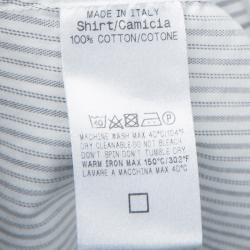 MADE IN ITALY
Shirt/Camicia
100% COTTON/COTONE
MACHINE WASH MAX 40°C/104°F
DRY CLEANABLE DO NOT BLEACH
DON'T SPIN DON'T TUMBLE DRY
WARM IRON MAX 150°C/302°F
LAVARE A MACCHINA MAX 40°C